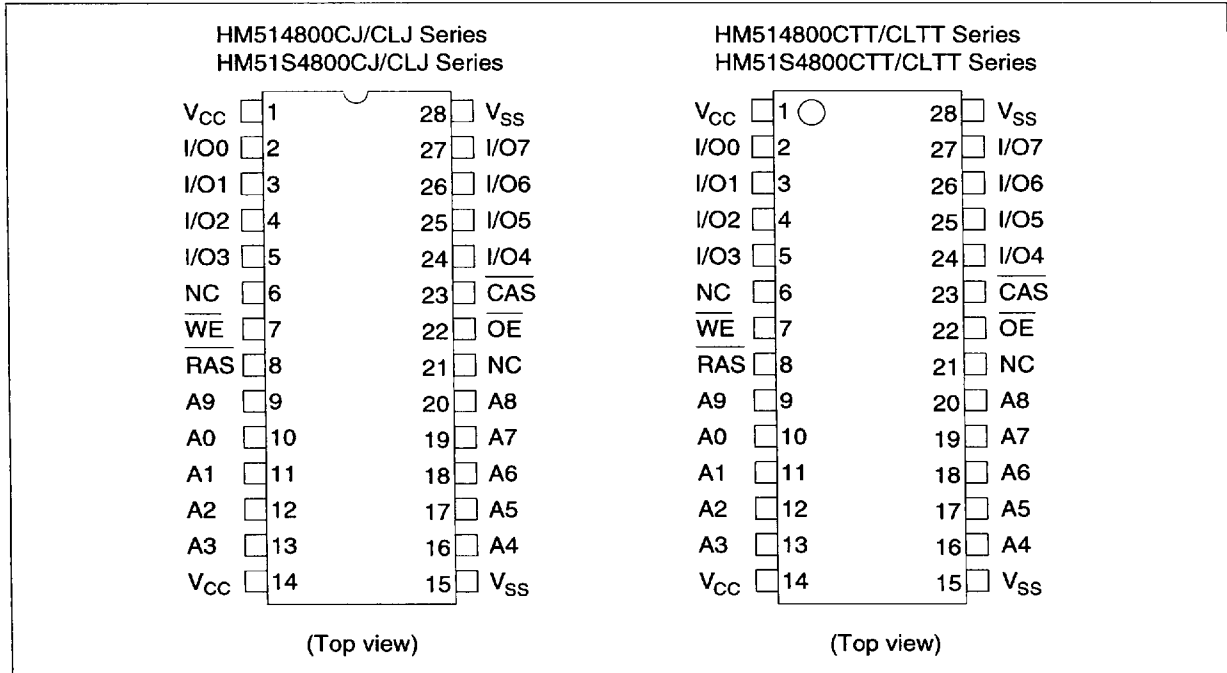 HM514800CJ/CLJ Series
HM51S4800CJ/CLJ Series
VCC 1 28 VSS
I/O0 2 27 I/O7
I/O1 3 26 I/O6
I/O2 4 25 I/O5
I/O3 5 24 I/O4
NC 6 23 CAS
WE 7 22 OE
RAS 8 21 NC
A9 9 20 A8
A0 10 19 A7
A1 11 18 A6
A2 12 17 A5
A3 13 16 A4
VCC 14 15 VSS
(Top view)
HM514800CTT/CLTT Series
HM51S4800CTT/CLTT Series
VCC 1 28 VSS
I/O0 2 27 I/O7
I/O1 3 26 I/O6
I/O2 4 25 I/O5
I/O3 5 24 I/O4
NC 6 23 CAS
WE 7 22 OE
RAS 8 21 NC
A9 9 20 A8
A0 10 19 A7
A1 11 18 A6
A2 12 17 A5
A3 13 16 A4
VCC 14 15 VSS
(Top view)